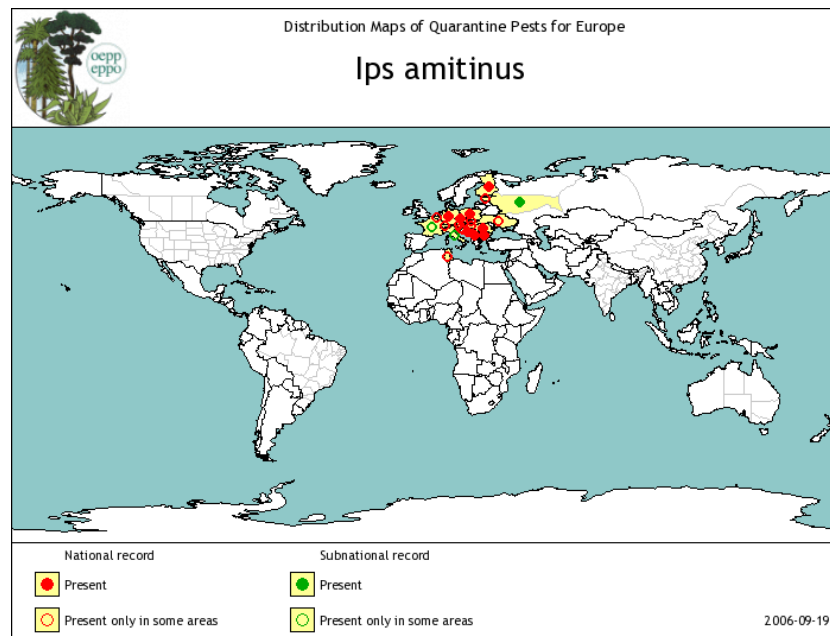 oepp
eppo
Distribution Maps of Quarantine Pests for Europe
Ips amitinus
National record
Subnational record
Present
Present
Present only in some areas
Present only in some areas
2006-09-19